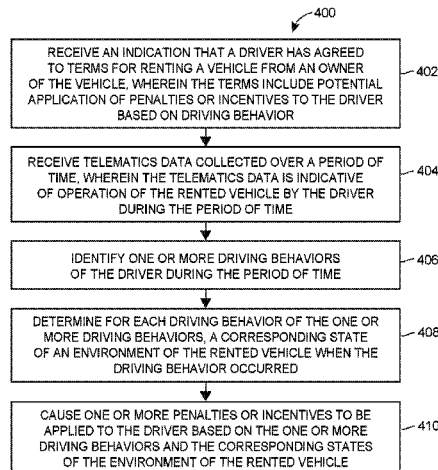 400
RECEIVE AN INDICATION THAT A DRIVER HAS AGREED
TO TERMS FOR RENTING A VEHICLE FROM AN OWNER
OF THE VEHICLE, WHEREIN THE TERMS INCLUDE POTENTIAL
APPLICATION OF PENALTIES OR INCENTIVES TO THE DRIVER
BASED ON DRIVING BEHAVIOR
402
RECEIVE TELEMATICS DATA COLLECTED OVER A PERIOD OF
TIME, WHEREIN THE TELEMATICS DATA IS INDICATIVE
OF OPERATION OF THE RENTED VEHICLE BY THE DRIVER
DURING THE PERIOD OF TIME
404
IDENTIFY ONE OR MORE DRIVING BEHAVIORS
OF THE DRIVER DURING THE PERIOD OF TIME
406
DETERMINE FOR EACH DRIVING BEHAVIOR OF THE ONE OR
MORE DRIVING BEHAVIORS, A CORRESPONDING STATE
OF AN ENVIRONMENT OF THE RENTED VEHICLE WHEN THE
DRIVING BEHAVIOR OCCURRED
408
CAUSE ONE OR MORE PENALTIES OR INCENTIVES TO BE
APPLIED TO THE DRIVER BASED ON THE ONE OR MORE
DRIVING BEHAVIORS AND THE CORRESPONDING STATES
OF THE ENVIRONMENT OF THE RENTED VEHICLE
410